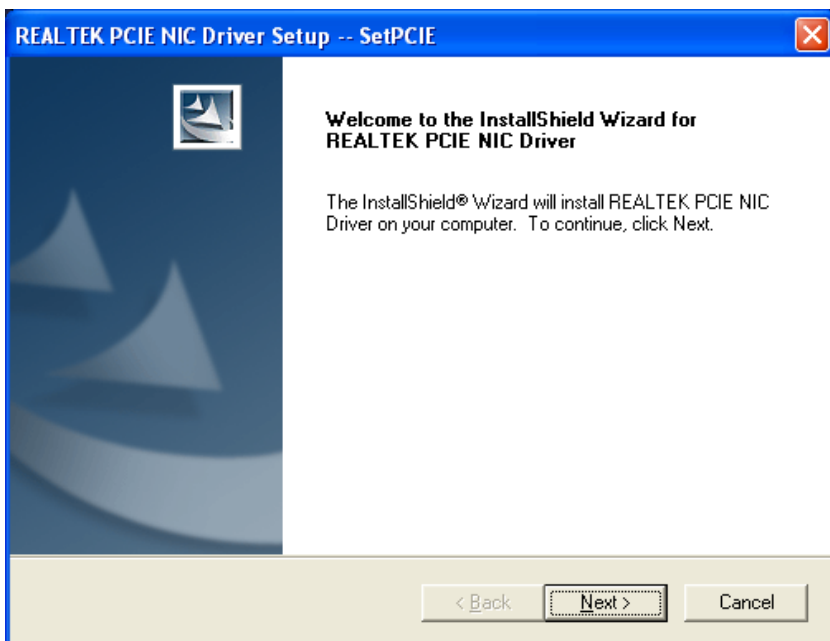 REALTEK PCIE NIC Driver Setup -- SetPCIE
Welcome to the InstallShield Wizard for
REALTEK PCIE NIC Driver
The InstallShield® Wizard will install REALTEK PCIE NIC
Driver on your computer. To continue, click Next.
< Back
Next >
Cancel